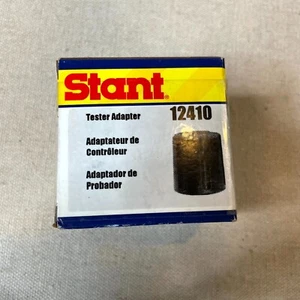 Stant®
Tester Adapter 12410
Adaptateur de
Contrôleur
Adaptador de
Probador